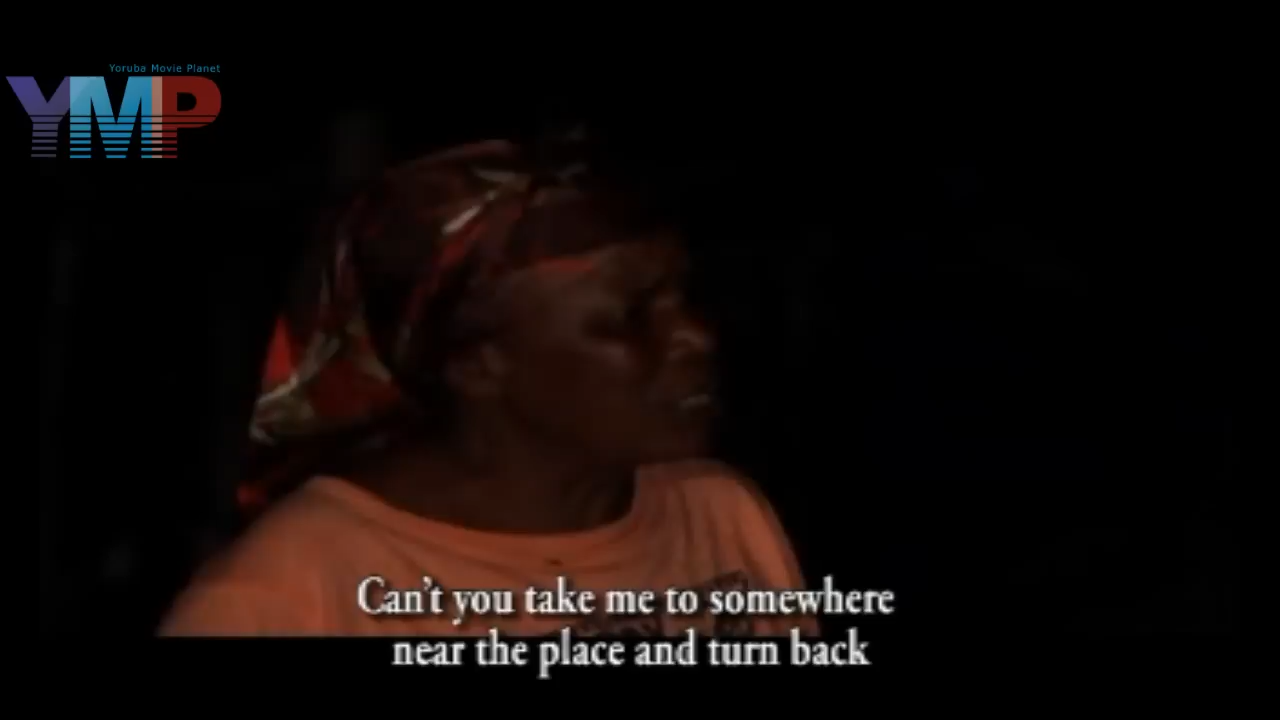 Yoruba Movie Planet
YMP
Can't you take me to somewhere
near the place and turn back